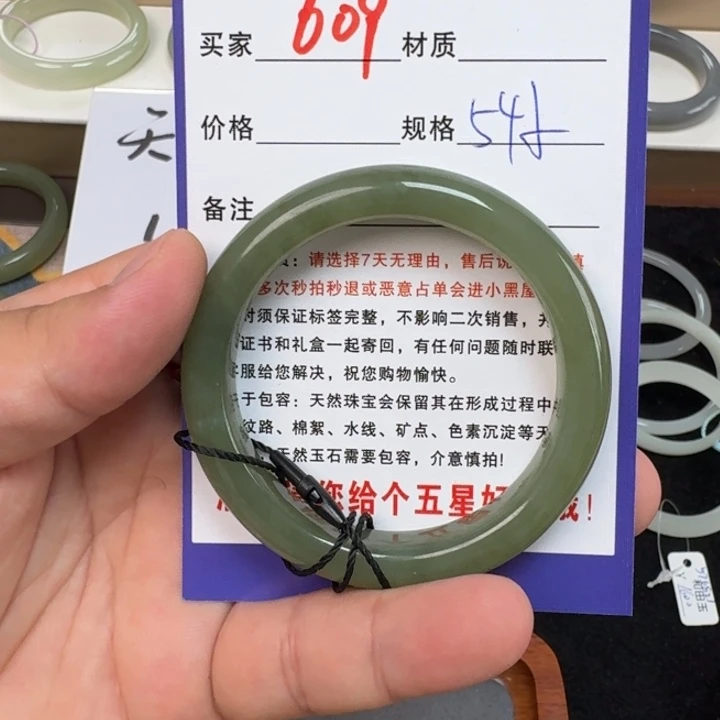 买家 609 材质
价格 规格 54
备注
天
：请选择7天无理由，售后说 慎
多次秒拍秒退或恶意占单会进小黑屋
时须保证标签完整，不影响二次销售，并
证书和礼盒一起寄回，有任何问题随时联
服给您解决，祝您购物愉快。
于包容：天然珠宝会保留其在形成过程中
纹路、棉絮、水线、矿点、色素沉淀等天
天然玉石需要包容，介意慎拍!
您给个五星好 哦!